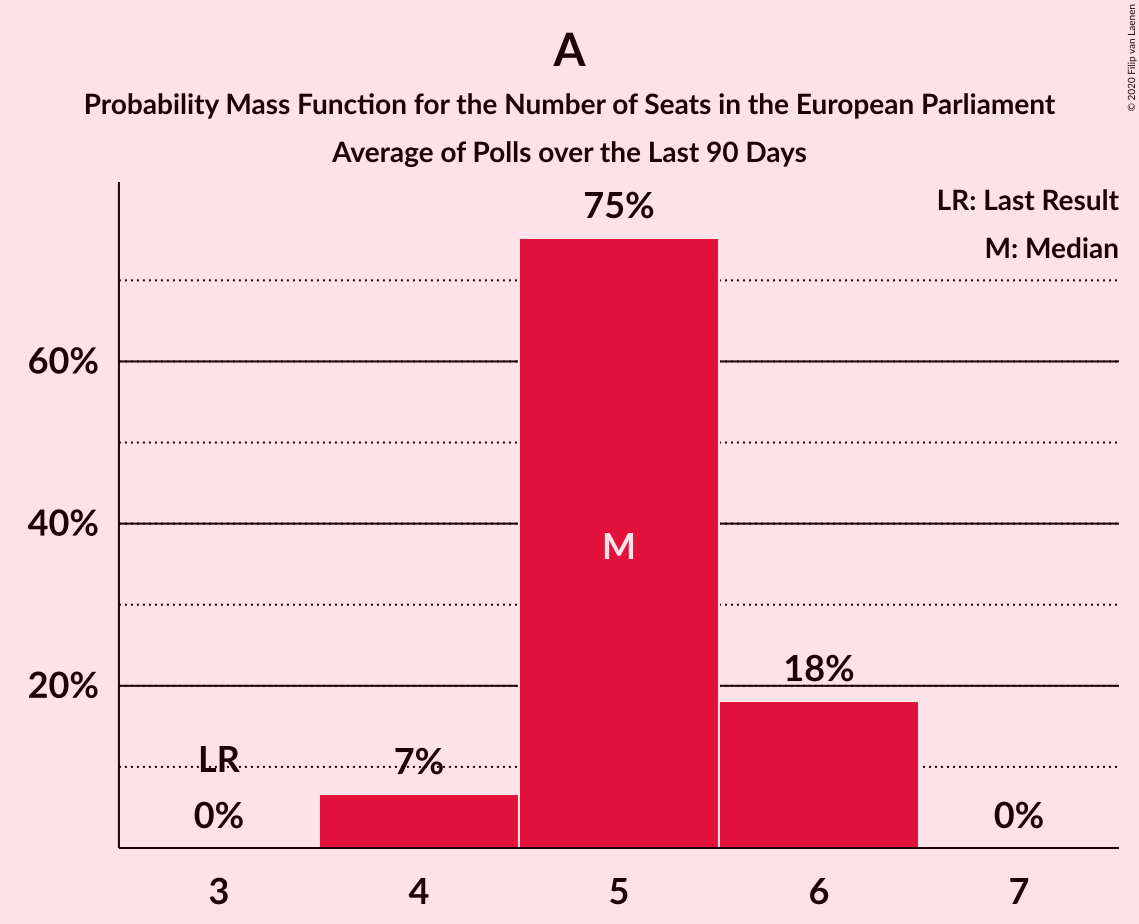 A
Probability Mass Function for the Number of Seats in the European Parliament
Average of Polls over the Last 90 Days
© 2020 Filip van Laenen
LR: Last Result
M: Median
75%
60%
40%
M
20%
18%
LR
7%
0%
0%
3 4 5 6 7